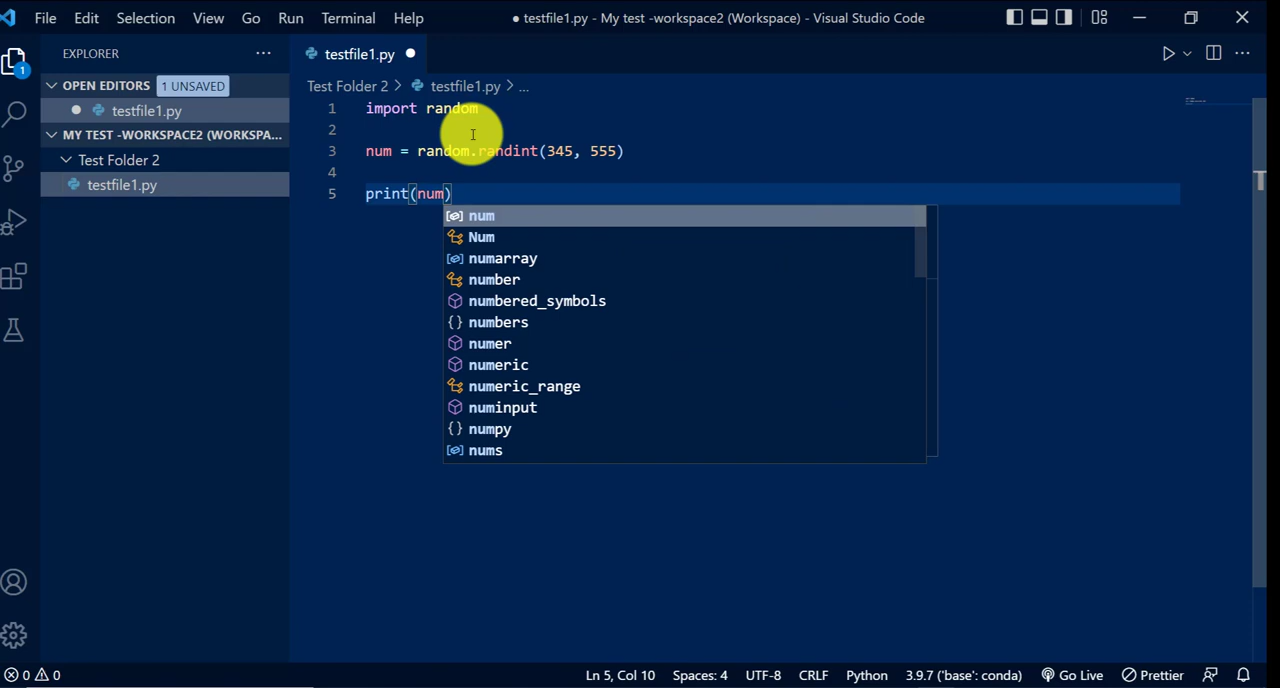 File Edit Selection View Go Run Terminal Help ● testfile1.py - My test -workspace2 (Workspace) - Visual Studio Code
EXPLORER ···
testfile1.py ●
OPEN EDITORS 1 UNSAVED
● testfile1.py
MY TEST -WORKSPACE2 (WORKSPA...
Test Folder 2
testfile1.py
1
Test Folder 2 > testfile1.py > ...
1 import random
2
3 num = random.randint(345, 555)
4
5 print(num)
num
Num
numarray
number
numbered_symbols
numbers
numer
numeric
numeric_range
numinput
numpy
nums
0 0 Ln 5, Col 10 Spaces: 4 UTF-8 CRLF Python 3.9.7 ('base': conda) Go Live Prettier